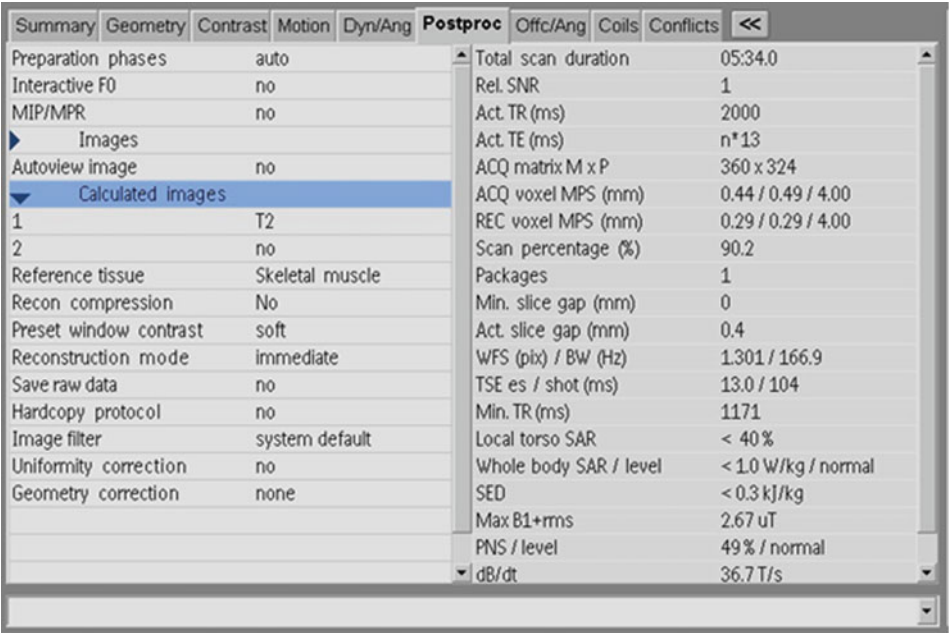 Summary Geometry Contrast Motion Dyn/Ang Postproc Offc/Ang Coils Conflicts <<
Preparation phases auto
Interactive F0 no
MIP/MPR no
Images
Autoview image no
Calculated images
1 T2
2 no
Reference tissue Skeletal muscle
Recon compression No
Preset window contrast soft
Reconstruction mode immediate
Save raw data no
Hardcopy protocol no
Image filter system default
Uniformity correction no
Geometry correction none
Total scan duration 05:34.0
Rel. SNR 1
Act. TR (ms) 2000
Act. TE (ms) n*13
ACQ matrix M x P 360 x 324
ACQ voxel MPS (mm) 0.44 / 0.49 / 4.00
REC voxel MPS (mm) 0.29 / 0.29 / 4.00
Scan percentage (%) 90.2
Packages 1
Min. slice gap (mm) 0
Act. slice gap (mm) 0.4
WFS (pix) / BW (Hz) 1.301 / 166.9
TSE es / shot (ms) 13.0 / 104
Min. TR (ms) 1171
Local torso SAR < 40 %
Whole body SAR / level < 1.0 W/kg / normal
SED < 0.3 kJ/kg
Max B1+rms 2.67 uT
PNS / level 49 % / normal
dB/dt 36.7 T/s